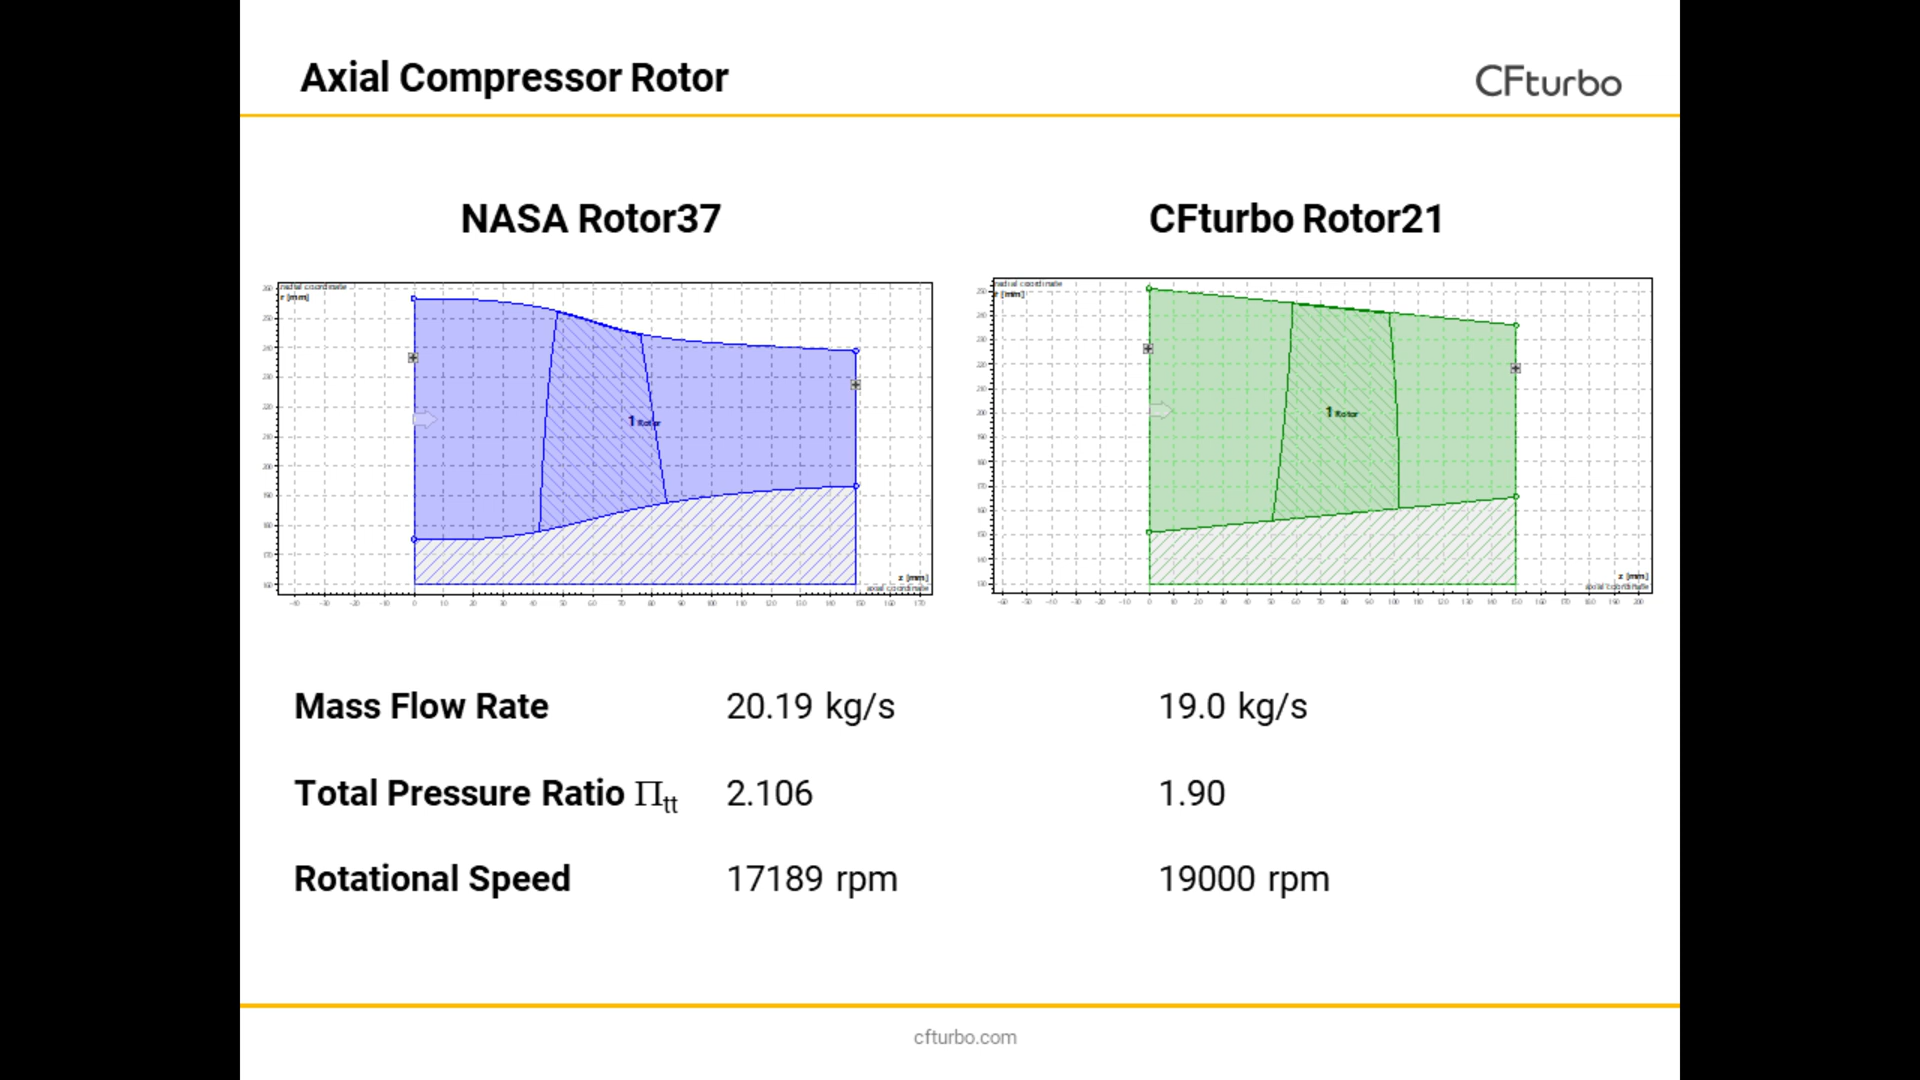 Axial Compressor Rotor
CFturbo
NASA Rotor37
CFturbo Rotor21
radial coordinate
r [mm]
1 Rotor
z [mm]
axial coordinate
radial coordinate
r [mm]
1 Rotor
z [mm]
axial coordinate
Mass Flow Rate 20.19 kg/s 19.0 kg/s
Total Pressure Ratio Πtt 2.106 1.90
Rotational Speed 17189 rpm 19000 rpm
cfturbo.com